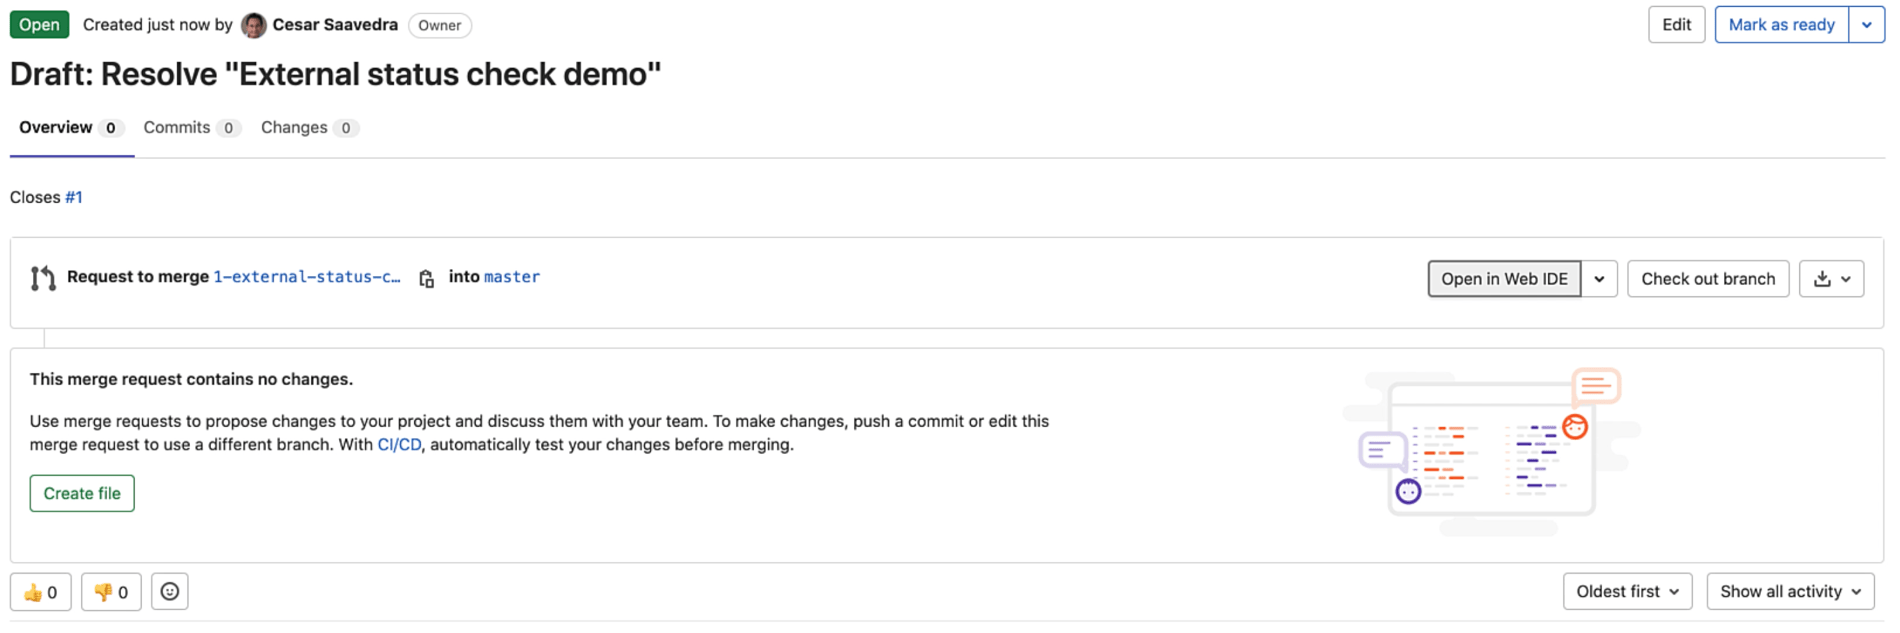 Open Created just now by Cesar Saavedra Owner Edit Mark as ready
Draft: Resolve "External status check demo"
Overview 0 Commits 0 Changes 0
Closes #1
Request to merge 1-external-status-c… into master Open in Web IDE Check out branch
This merge request contains no changes.
Use merge requests to propose changes to your project and discuss them with your team. To make changes, push a commit or edit this
merge request to use a different branch. With CI/CD, automatically test your changes before merging.
Create file
👍 0 👎 0 Oldest first Show all activity